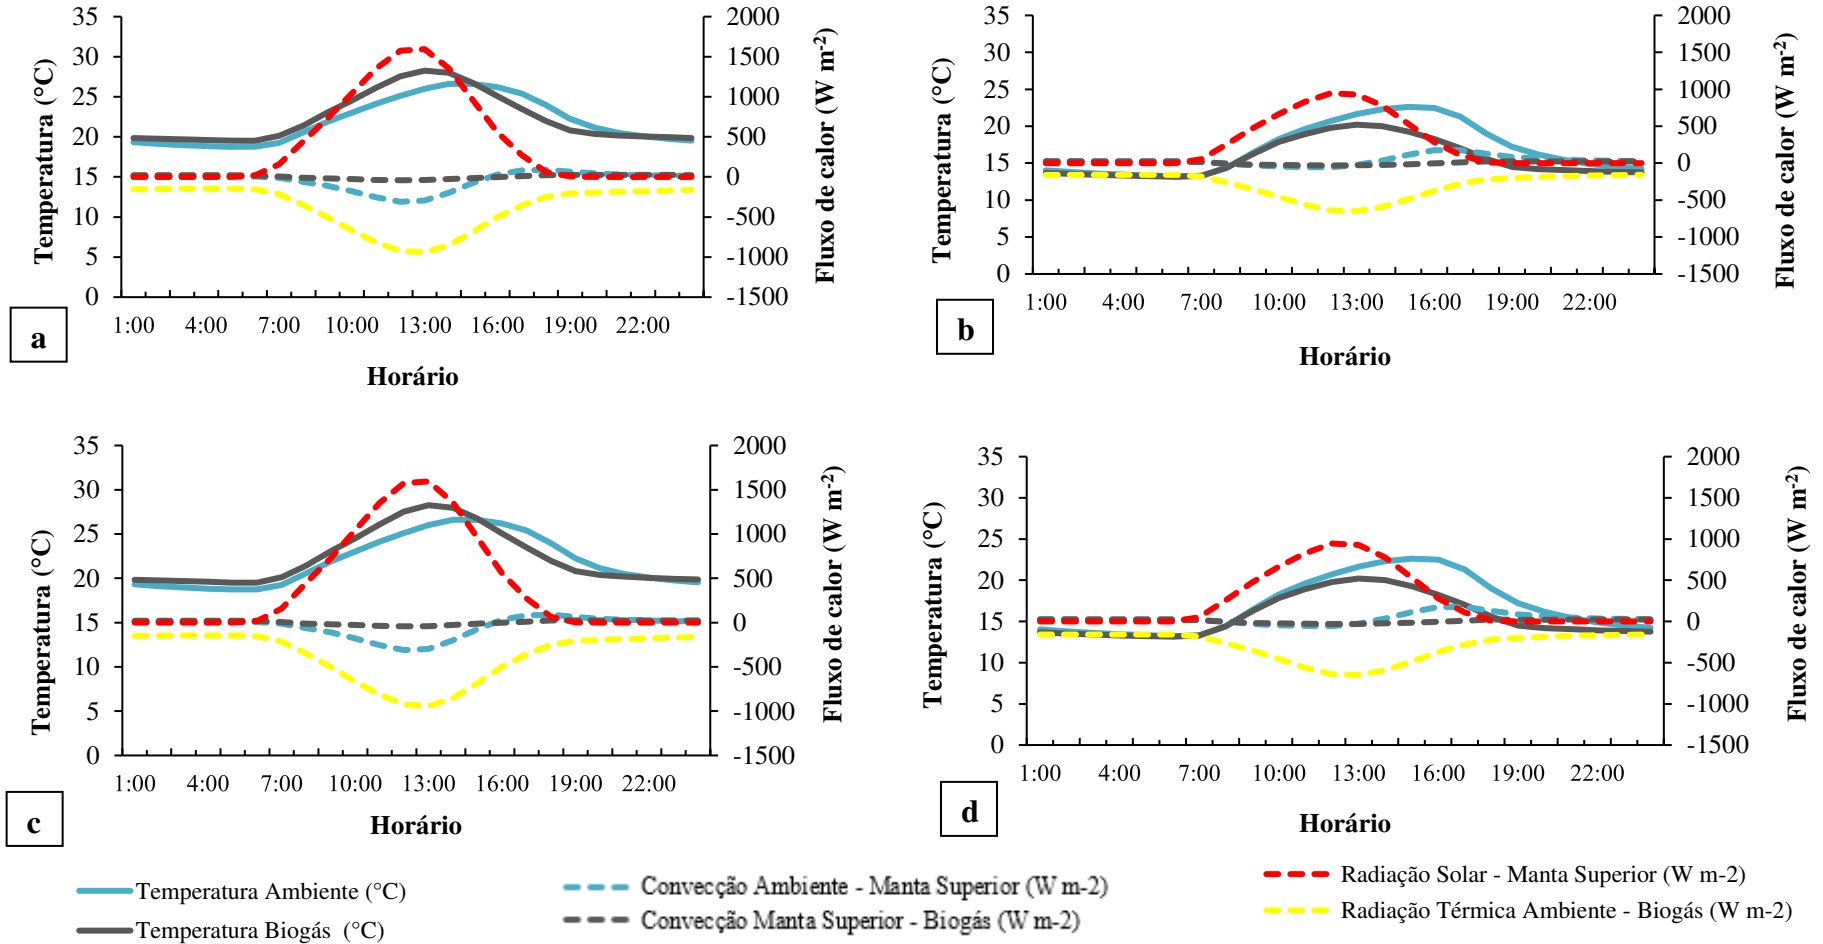 35
30
25
20
15
10
5
0
Temperatura (°C)
2000
1500
1000
500
0
-500
-1000
-1500
Fluxo de calor (W m-2)
1:00 4:00 7:00 10:00 13:00 16:00 19:00 22:00
Horário
a
35
30
25
20
15
10
5
0
Temperatura (°C)
2000
1500
1000
500
0
-500
-1000
-1500
Fluxo de calor (W m-2)
1:00 4:00 7:00 10:00 13:00 16:00 19:00 22:00
Horário
b
35
30
25
20
15
10
5
0
Temperatura (°C)
2000
1500
1000
500
0
-500
-1000
-1500
Fluxo de calor (W m-2)
1:00 4:00 7:00 10:00 13:00 16:00 19:00 22:00
Horário
c
35
30
25
20
15
10
5
0
Temperatura (°C)
2000
1500
1000
500
0
-500
-1000
-1500
Fluxo de calor (W m-2)
1:00 4:00 7:00 10:00 13:00 16:00 19:00 22:00
Horário
d
Temperatura Ambiente (°C)
Temperatura Biogás (°C)
Convecção Ambiente - Manta Superior (W m-2)
Convecção Manta Superior - Biogás (W m-2)
Radiação Solar - Manta Superior (W m-2)
Radiação Térmica Ambiente - Biogás (W m-2)